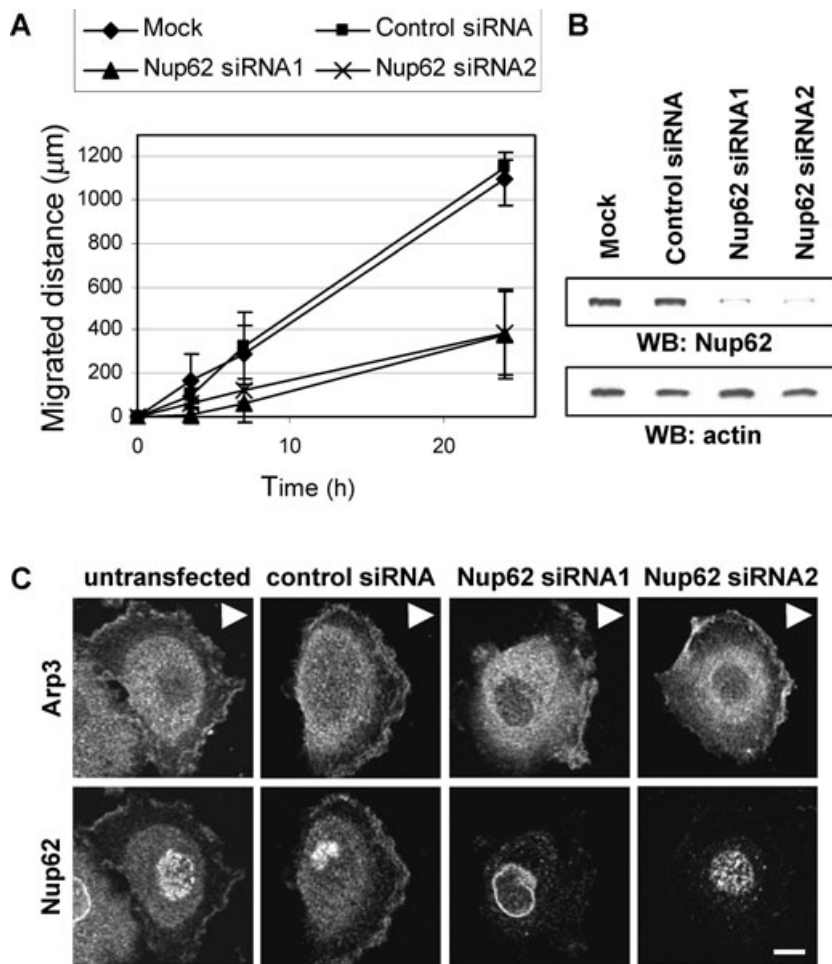 A
Mock
Control siRNA
Nup62 siRNA1
Nup62 siRNA2
Migrated distance (µm)
1200
1000
800
600
400
200
0
0
10
20
Time (h)
B
Mock
Control siRNA
Nup62 siRNA1
Nup62 siRNA2
WB: Nup62
WB: actin
C
untransfected control siRNA Nup62 siRNA1 Nup62 siRNA2
Arp3
Nup62